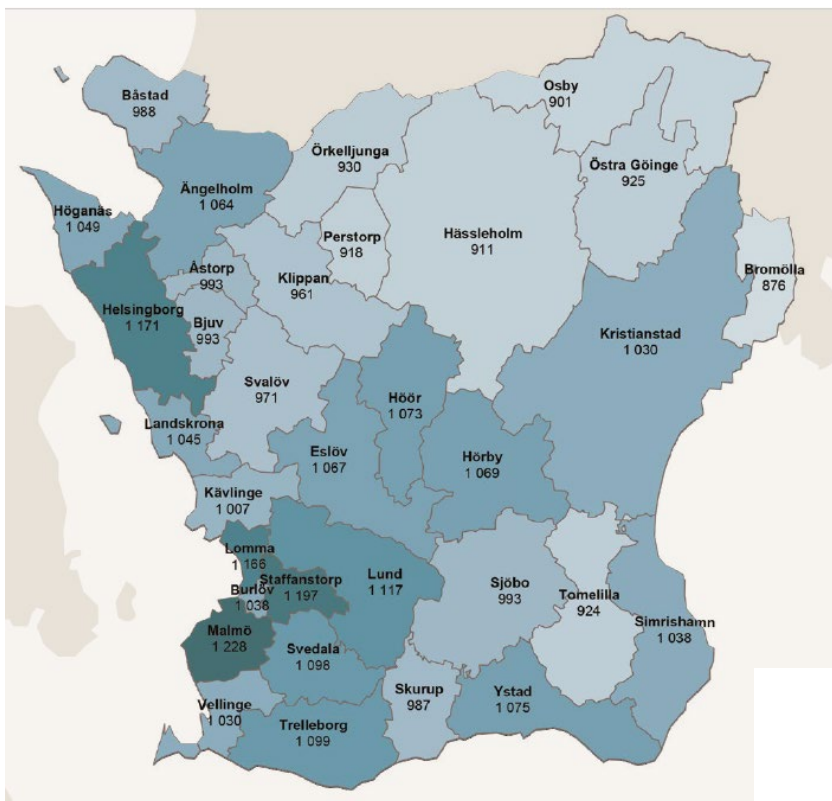 Osby
901
Båstad
988
Örkelljunga
930
Östra Göinge
925
Ängelholm
1 064
Höganäs
1 049
Perstorp
918
Hässleholm
911
Åstorp
993
Klippan
961
Bromölla
876
Helsingborg
1 171
Bjuv
993
Kristianstad
1 030
Svalöv
971
Höör
1 073
Landskrona
1 045
Eslöv
1 067
Hörby
1 069
Kävlinge
1 007
Lomma
1 166
Staffanstorp
1 197
Lund
1 117
Sjöbo
993
Burlöv
1 038
Tomelilla
924
Simrishamn
1 038
Malmö
1 228
Svedala
1 098
Skurup
987
Ystad
1 075
Vellinge
1 030
Trelleborg
1 099